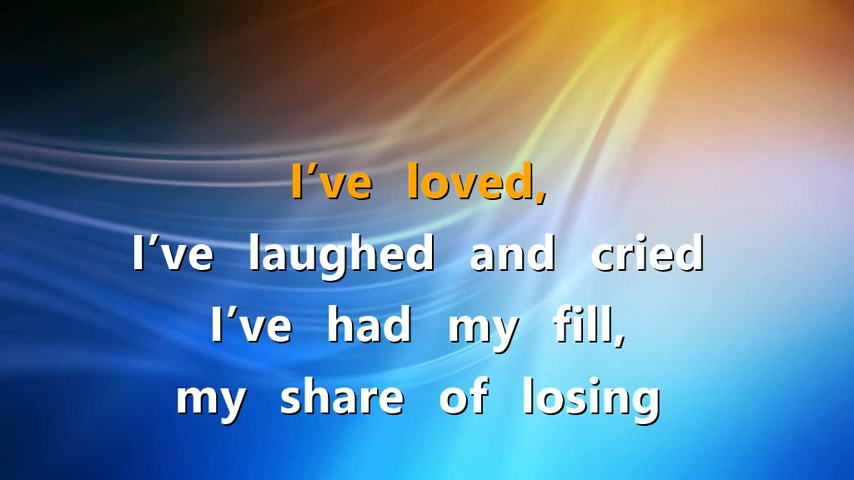 I’ve loved,
I’ve laughed and cried
I’ve had my fill,
my share of losing